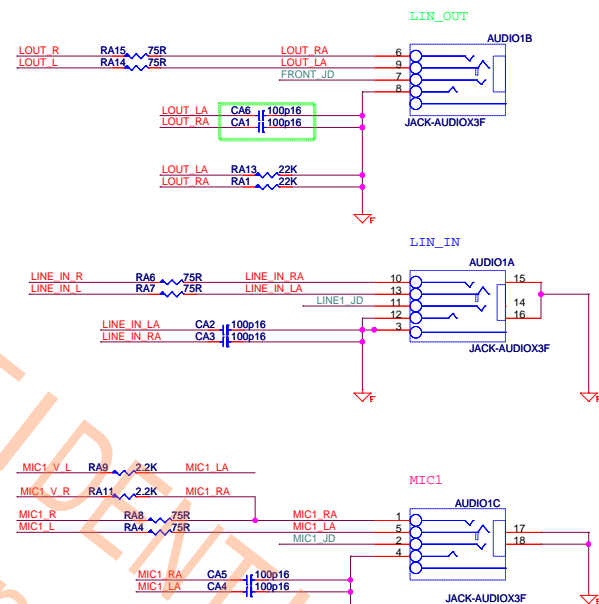 LIN_OUT
AUDIO1B
LOUT_R RA15 75R LOUT_RA 6
LOUT_L RA14 75R LOUT_LA 9
FRONT_JD 7
8
LOUT_LA CA6 100p16
LOUT_RA CA1 100p16
JACK-AUDIOX3F
LOUT_LA RA13 22K
LOUT_RA RA1 22K
F
LIN_IN
AUDIO1A
LINE_IN_R RA6 75R LINE_IN_RA 10 15
LINE_IN_L RA7 75R LINE_IN_LA 13
LINE1_JD 11 14
12 16
LINE_IN_LA CA2 100p16 3
LINE_IN_RA CA3 100p16
JACK-AUDIOX3F
F F
MIC1_V_L RA9 2.2K MIC1_LA
MIC1
MIC1_V_R RA11 2.2K MIC1_RA
AUDIO1C
MIC1_R RA8 75R MIC1_RA 1
MIC1_L RA4 75R MIC1_LA 5 17
MIC1_JD 2 18
4
MIC1_RA CA5 100p16
MIC1_LA CA4 100p16
JACK-AUDIOX3F
F
IDENTI